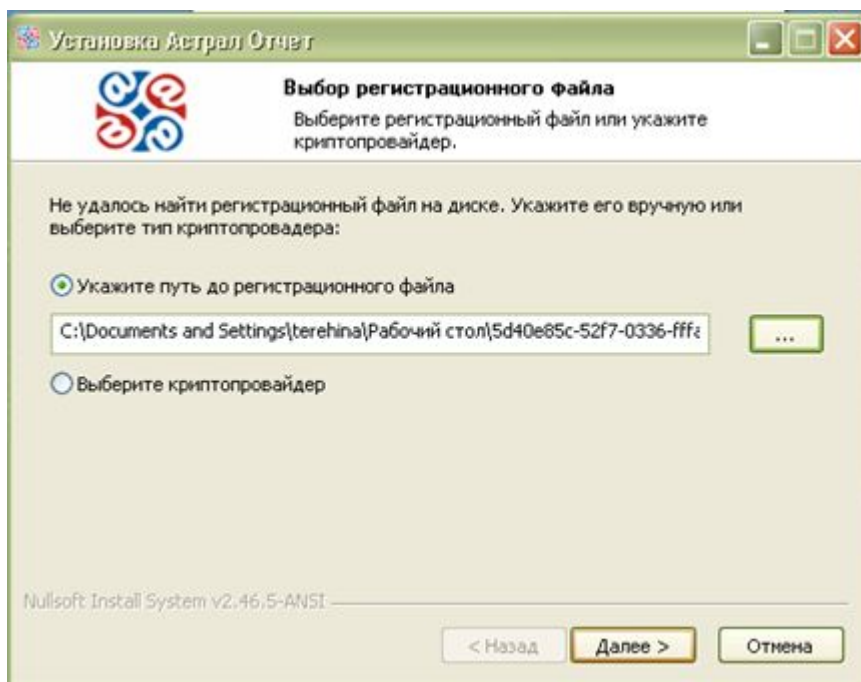 Установка Астрал Отчет
Выбор регистрационного файла
Выберите регистрационный файл или укажите
криптопровайдер.
Не удалось найти регистрационный файл на диске. Укажите его вручную или
выберите тип криптопровадера:
Укажите путь до регистрационного файла
C:\Documents and Settings\terehina\Рабочий стол\5d40e85c-52f7-0336-fffa
...
Выберите криптопровайдер
Nullsoft Install System v2.46.5-ANSI
< Назад
Далее >
Отмена